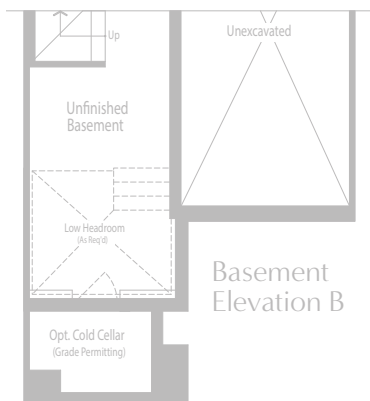 Up
Unexcavated
Unfinished
Basement
Low Headroom
(As Req'd)
Basement
Elevation B
Opt. Cold Cellar
(Grade Permitting)